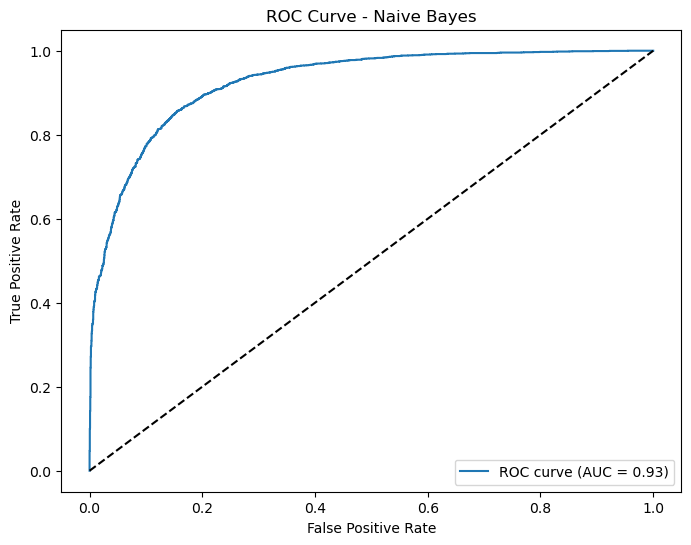 ROC Curve - Naive Bayes
True Positive Rate
1.0
0.8
0.6
0.4
0.2
0.0
ROC curve (AUC = 0.93)
0.0 0.2 0.4 0.6 0.8 1.0
False Positive Rate